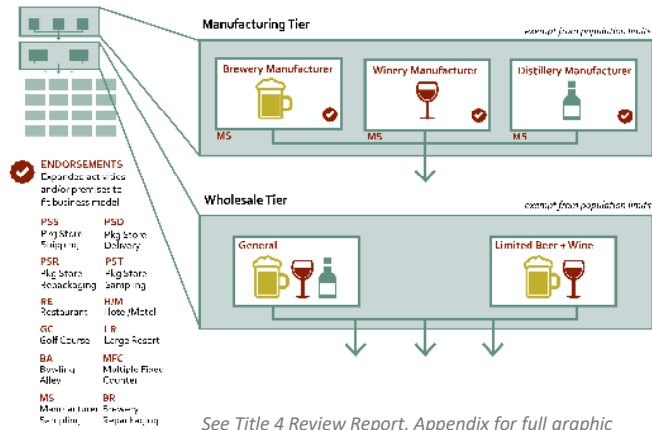 Manufacturing Tier
exempt from population limits
Brewery Manufacturer
Winery Manufacturer
Distillery Manufacturer
MS
MS
MS
Wholesale Tier
exempt from population limits
General
Limited Beer + Wine
ENDORSEMENTS
Expanded activities
and/or premises to
fit business model
PSS
Pkg Store
Shipping
PSD
Pkg Store
Delivery
PSR
Pkg Store
Repackaging
PST
Pkg Store
Sampling
RE
Restaurant
H/M
Hotel/Motel
GC
Golf Course
LR
Large Resort
BA
Bowling
Alley
MFC
Multiple Fixed
Counter
MS
Manufacturer
Sampling
BR
Brewery
Repackaging
See Title 4 Review Report, Appendix for full graphic